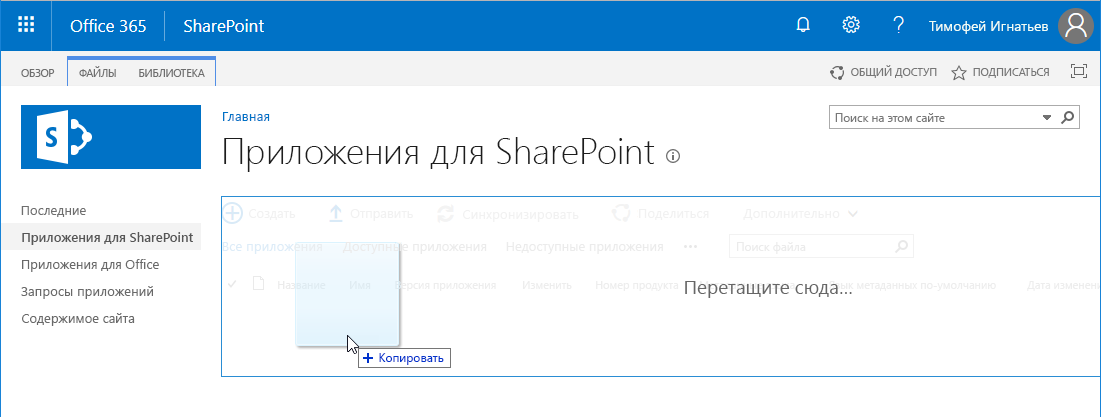 Office 365 SharePoint ? Тимофей Игнатьев
ОБЗОР ФАЙЛЫ БИБЛИОТЕКА ОБЩИЙ ДОСТУП ПОДПИСАТЬСЯ
S
Главная
Поиск на этом сайте
Приложения для SharePoint
Последние
Приложения для SharePoint
Приложения для Office
Запросы приложений
Содержимое сайта
Создать Отправить Синхронизировать Поделиться Дополнительно
Все приложения Доступные приложения Недоступные приложения ••• Поиск файла
Название Имя Версия приложения Изменить Номер продукта метаданных по-умолчанию Дата изменени
Перетащите сюда...
Копировать